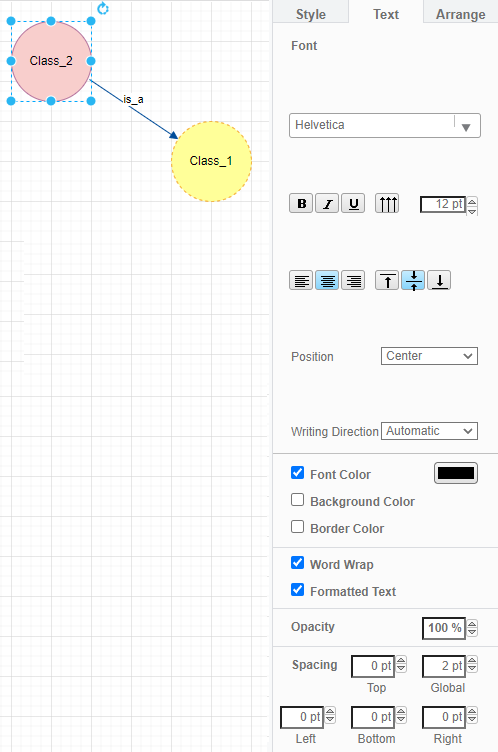 Class_2
is_a
Class_1
Style Text Arrange
Font
Helvetica
B I U 12 pt
Position Center
Writing Direction Automatic
Font Color
Background Color
Border Color
Word Wrap
Formatted Text
Opacity 100 %
Spacing 0 pt 2 pt
Top Global
0 pt 0 pt 0 pt
Left Bottom Right